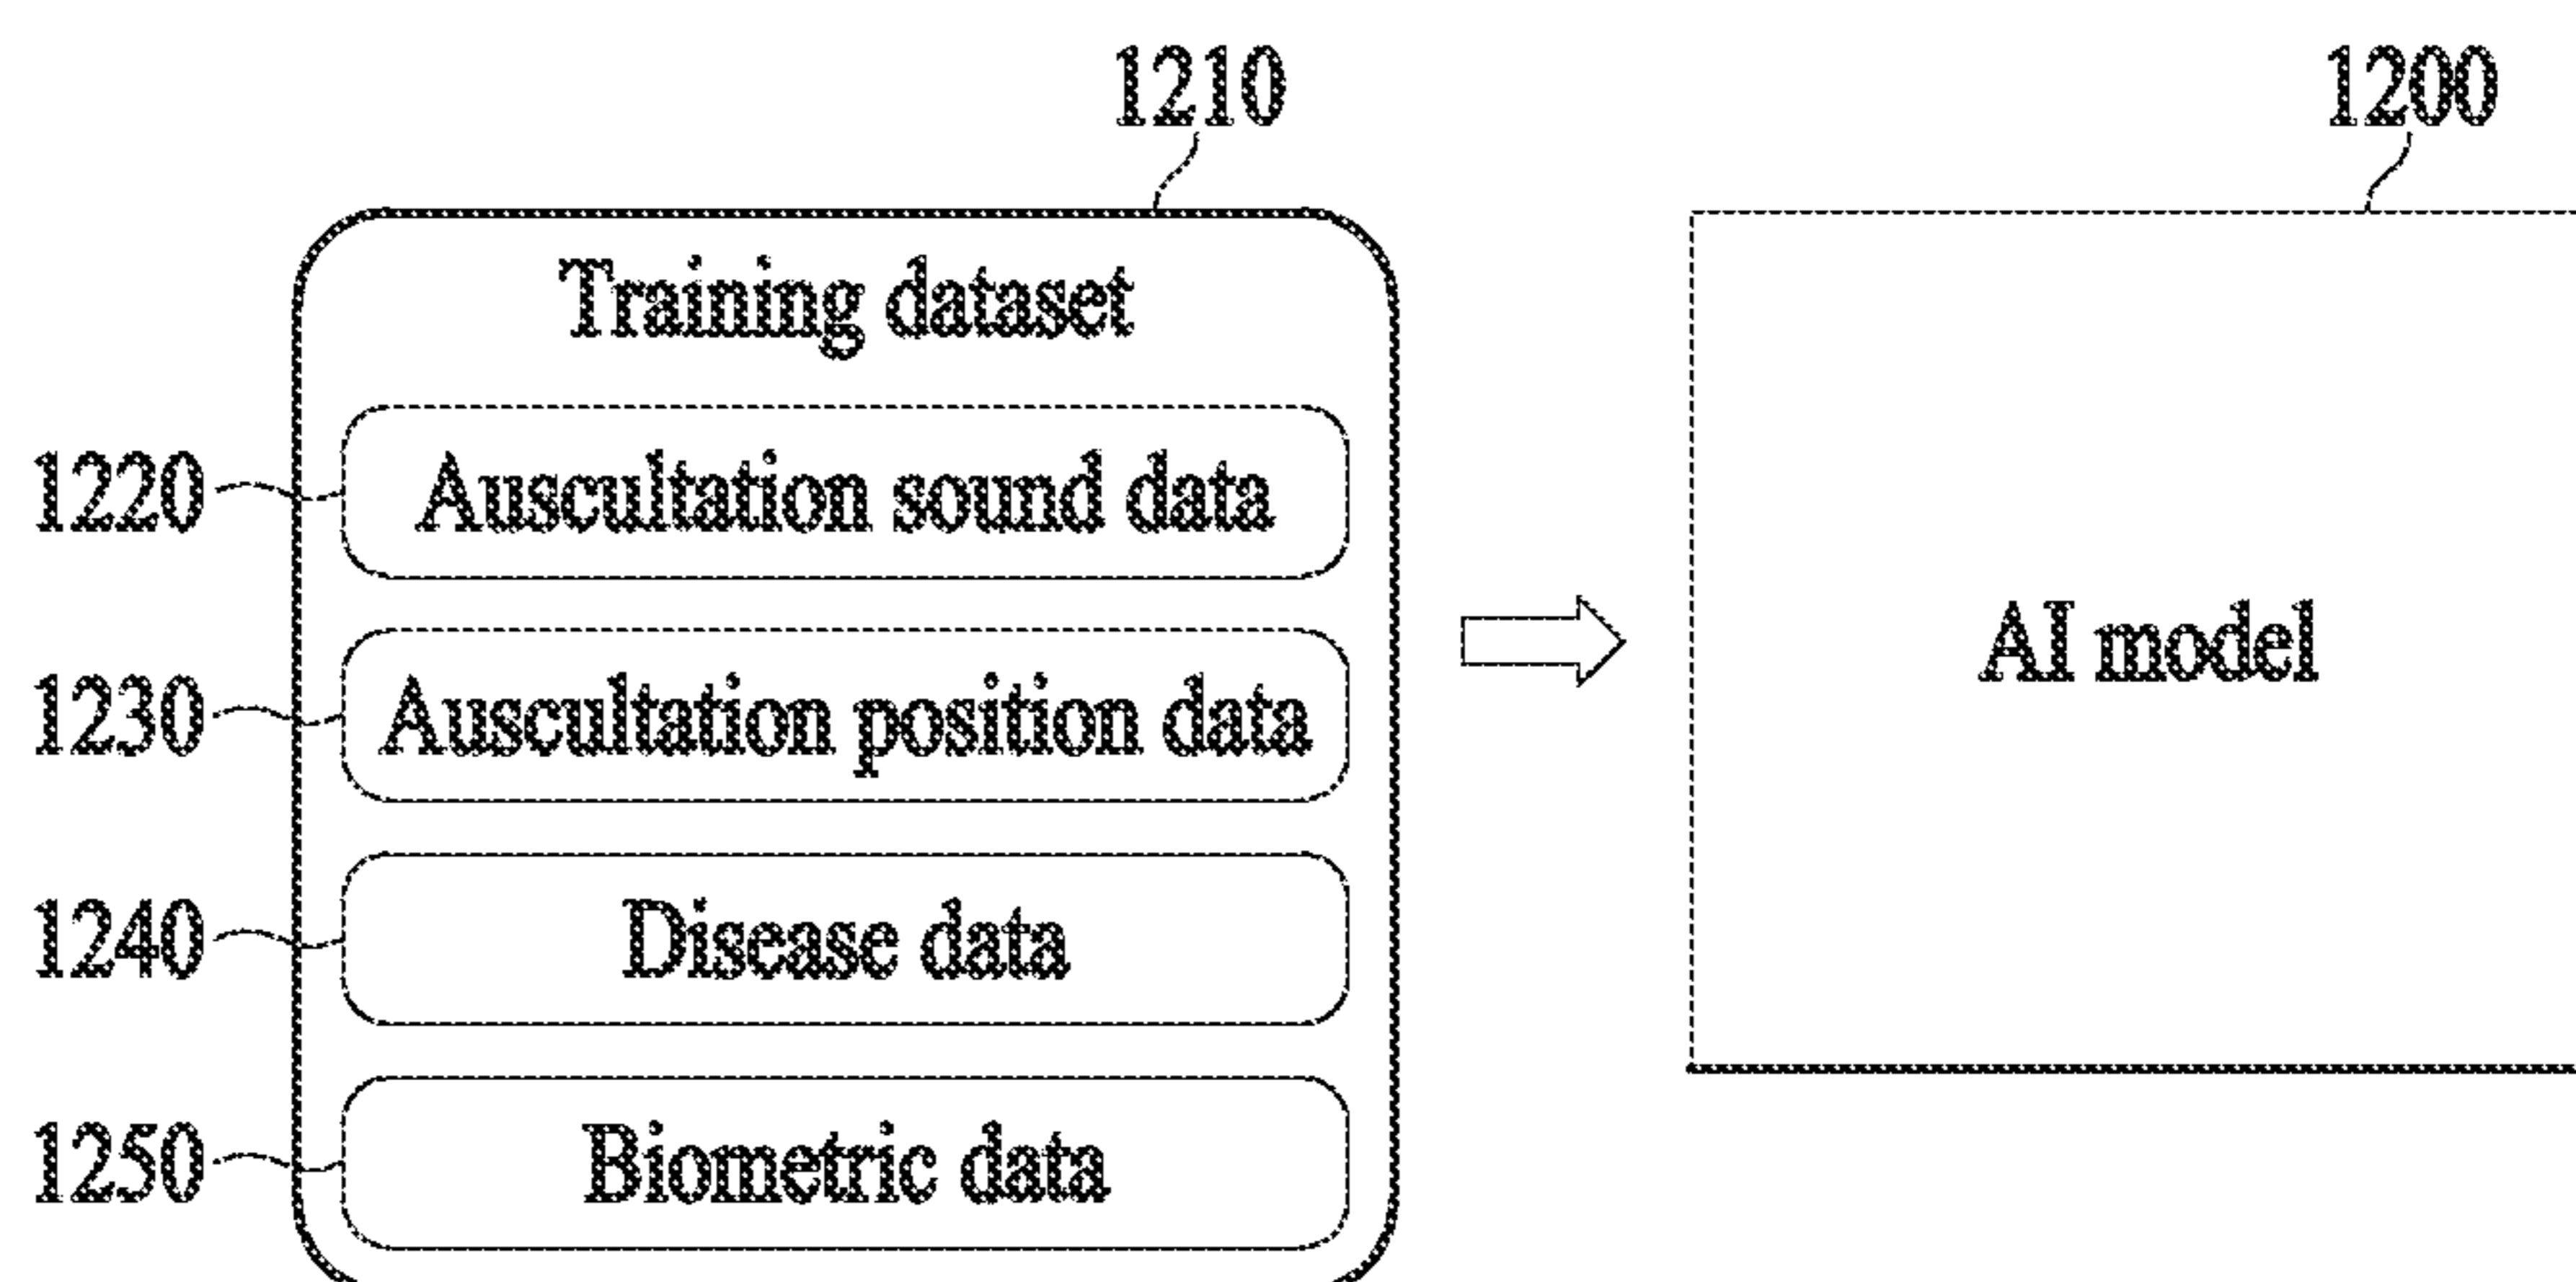 1210
1200
Training dataset
1220
Auscultation sound data
1230
Auscultation position data
AI model
1240
Disease data
1250
Biometric data